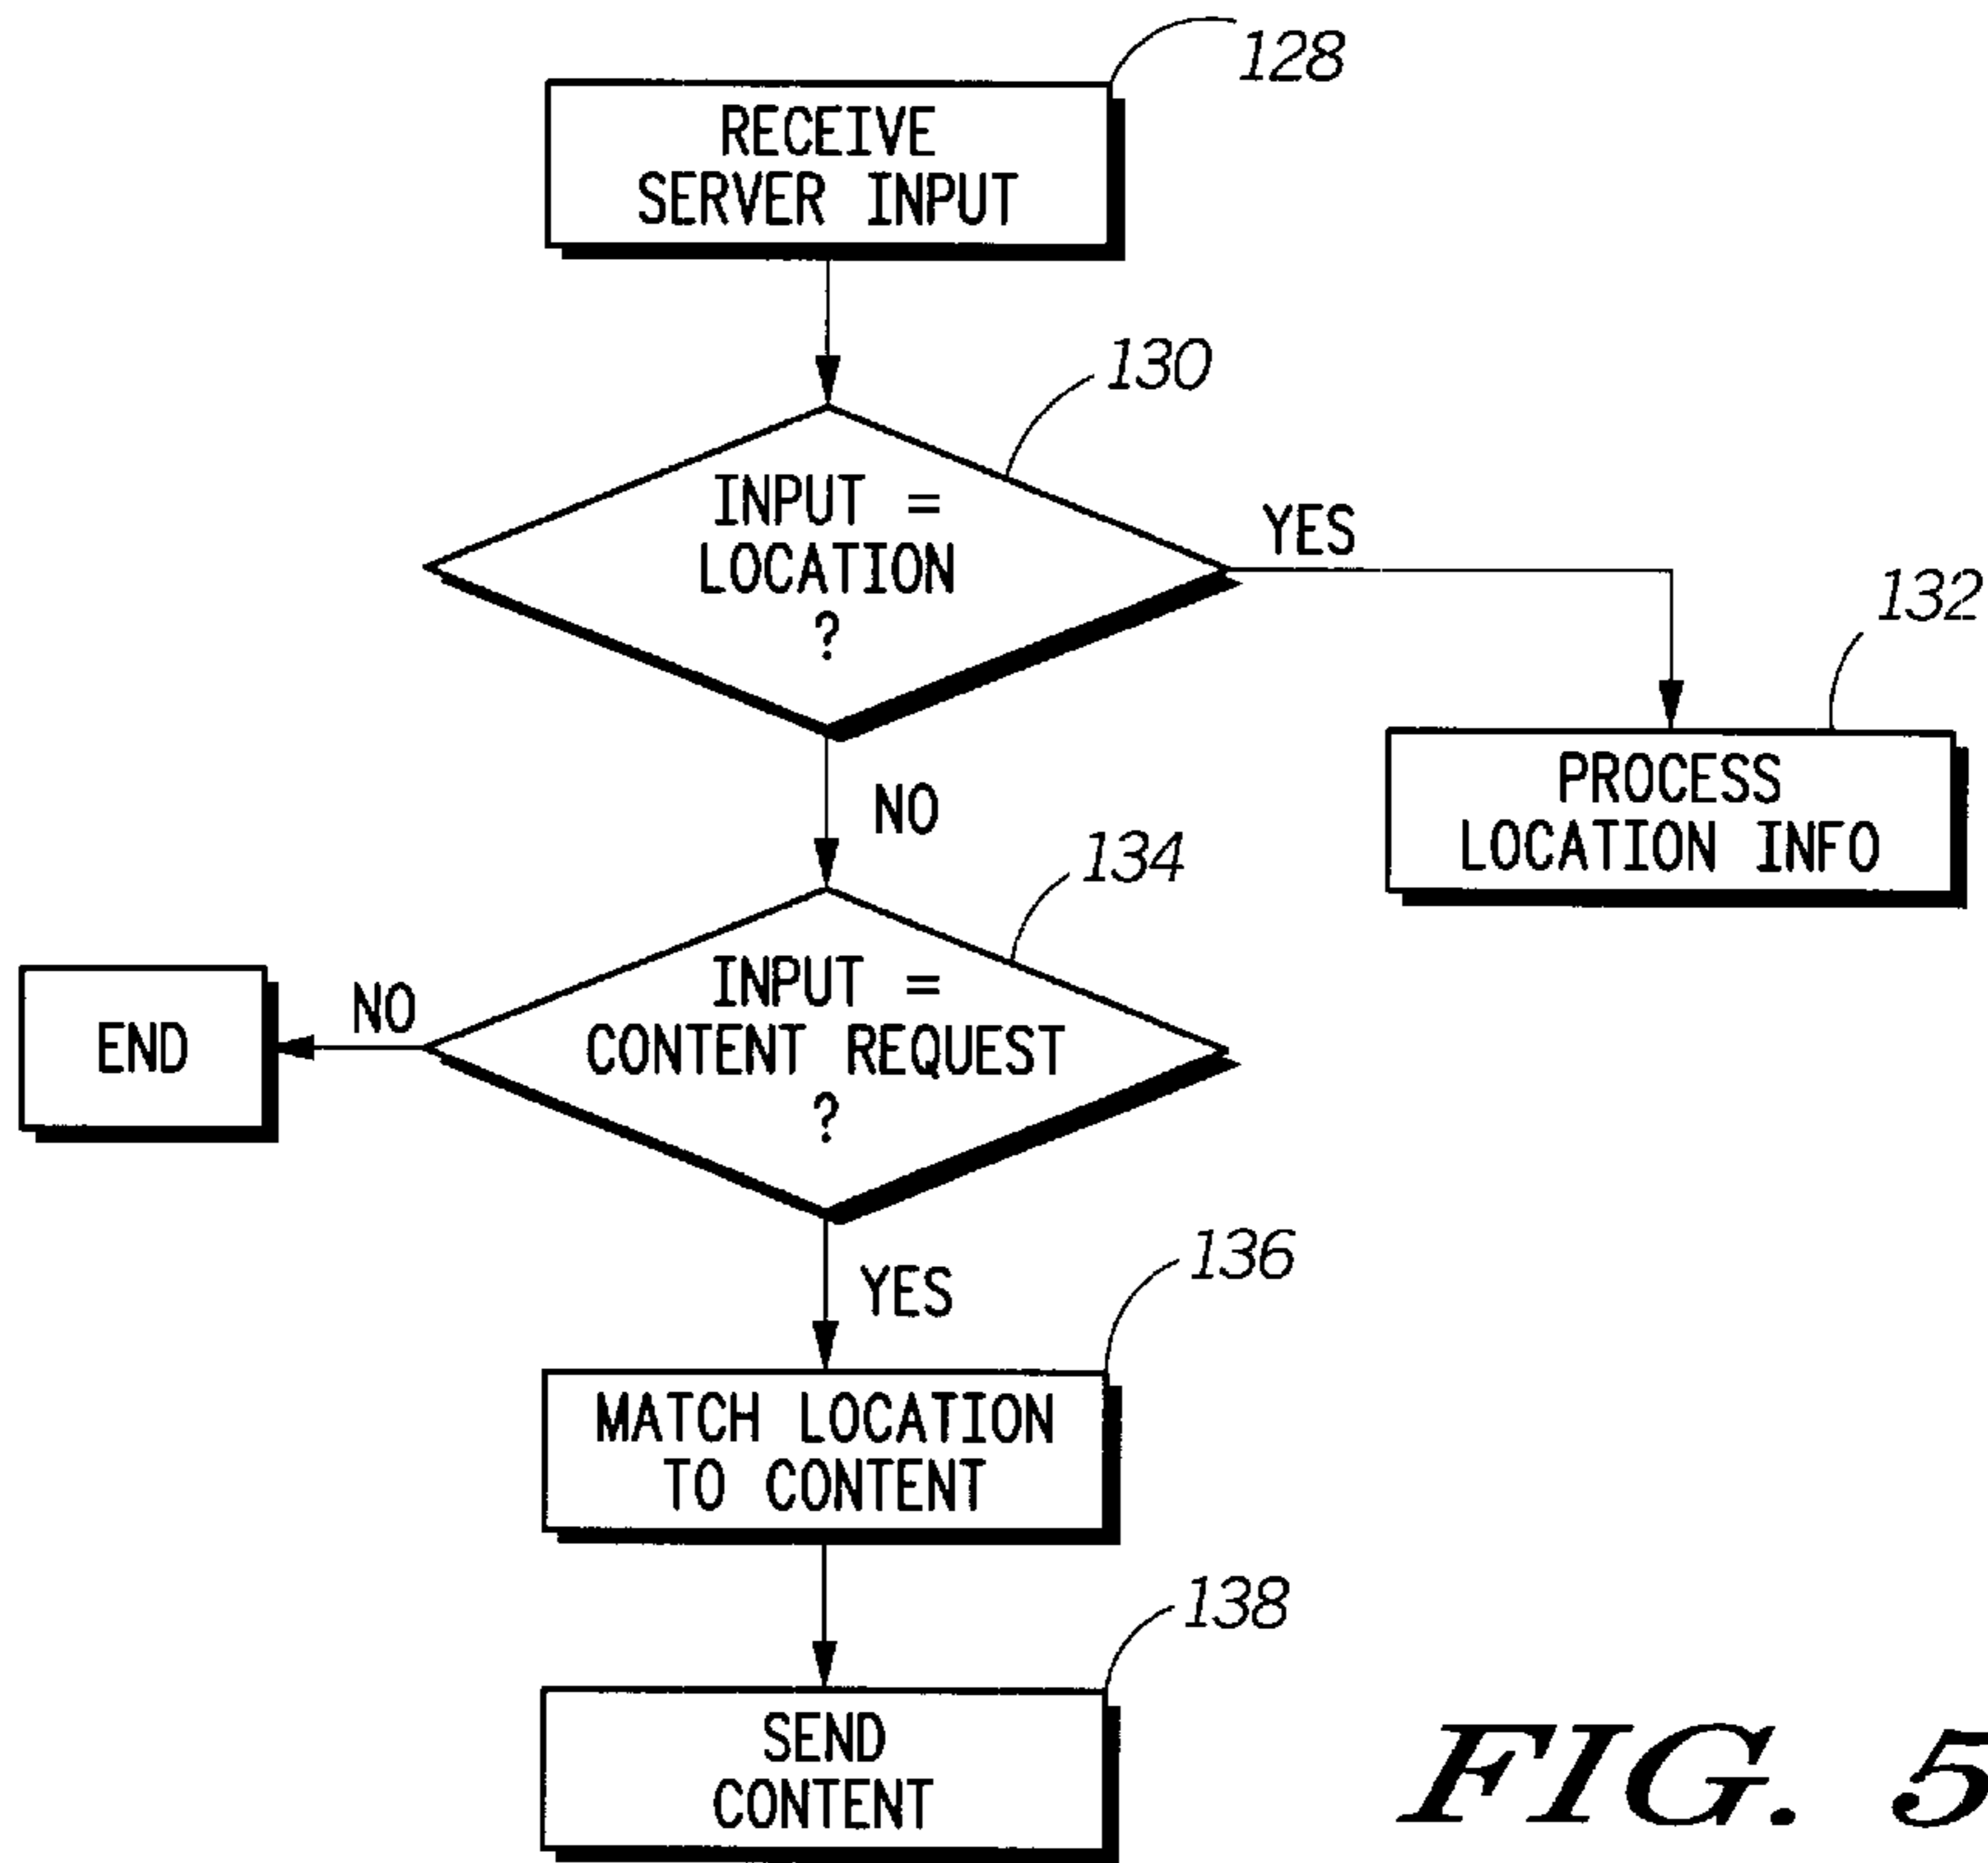 128
RECEIVE
SERVER INPUT
130
INPUT =
LOCATION
?
YES
132
PROCESS
LOCATION INFO
NO
134
INPUT =
CONTENT REQUEST
?
NO
END
YES
136
MATCH LOCATION
TO CONTENT
138
SEND
CONTENT
FIG. 5